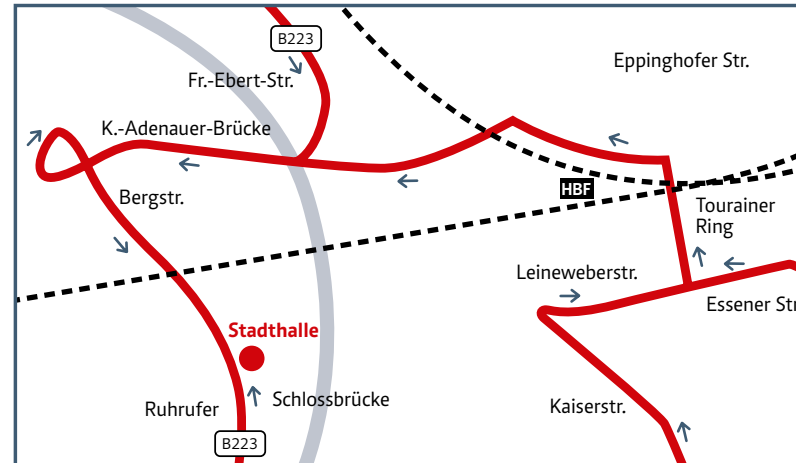 B223
Eppinghofer Str.
Fr.-Ebert-Str.
K.-Adenauer-Brücke
HBF
Bergstr.
Tourainer
Ring
Leineweberstr.
Essener Str
Stadthalle
Schlossbrücke
Kaiserstr.
Ruhrufer
B223